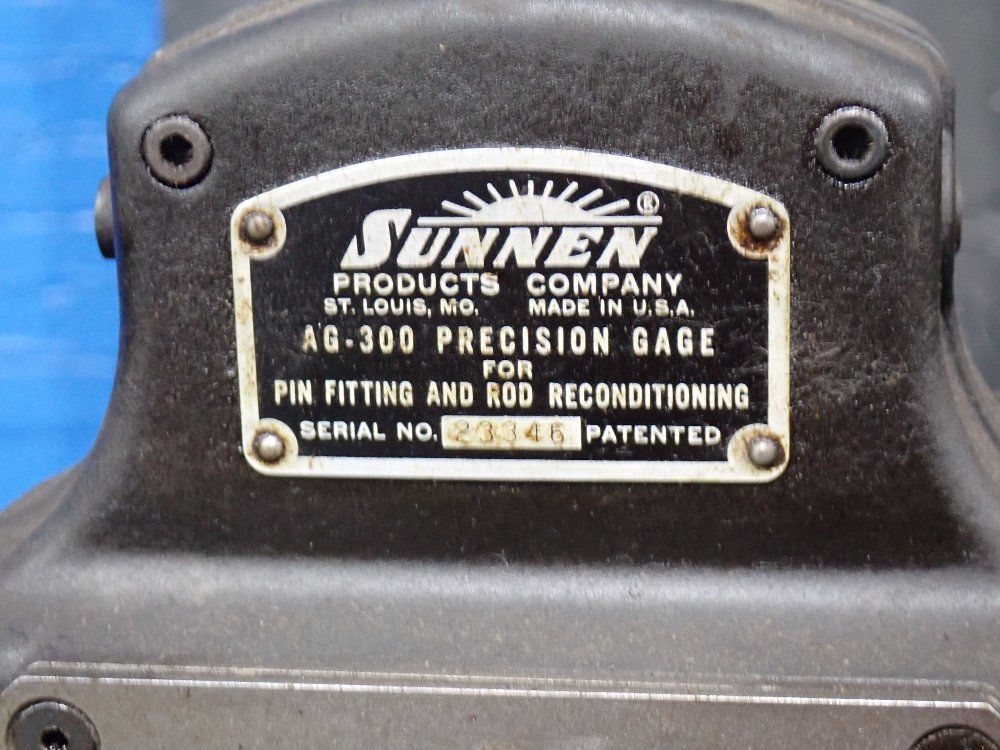 SUNNEN®
PRODUCTS COMPANY
ST. LOUIS, MO. MADE IN U.S.A.
AG-300 PRECISION GAGE
FOR
PIN FITTING AND ROD RECONDITIONING
SERIAL NO. 23346 PATENTED